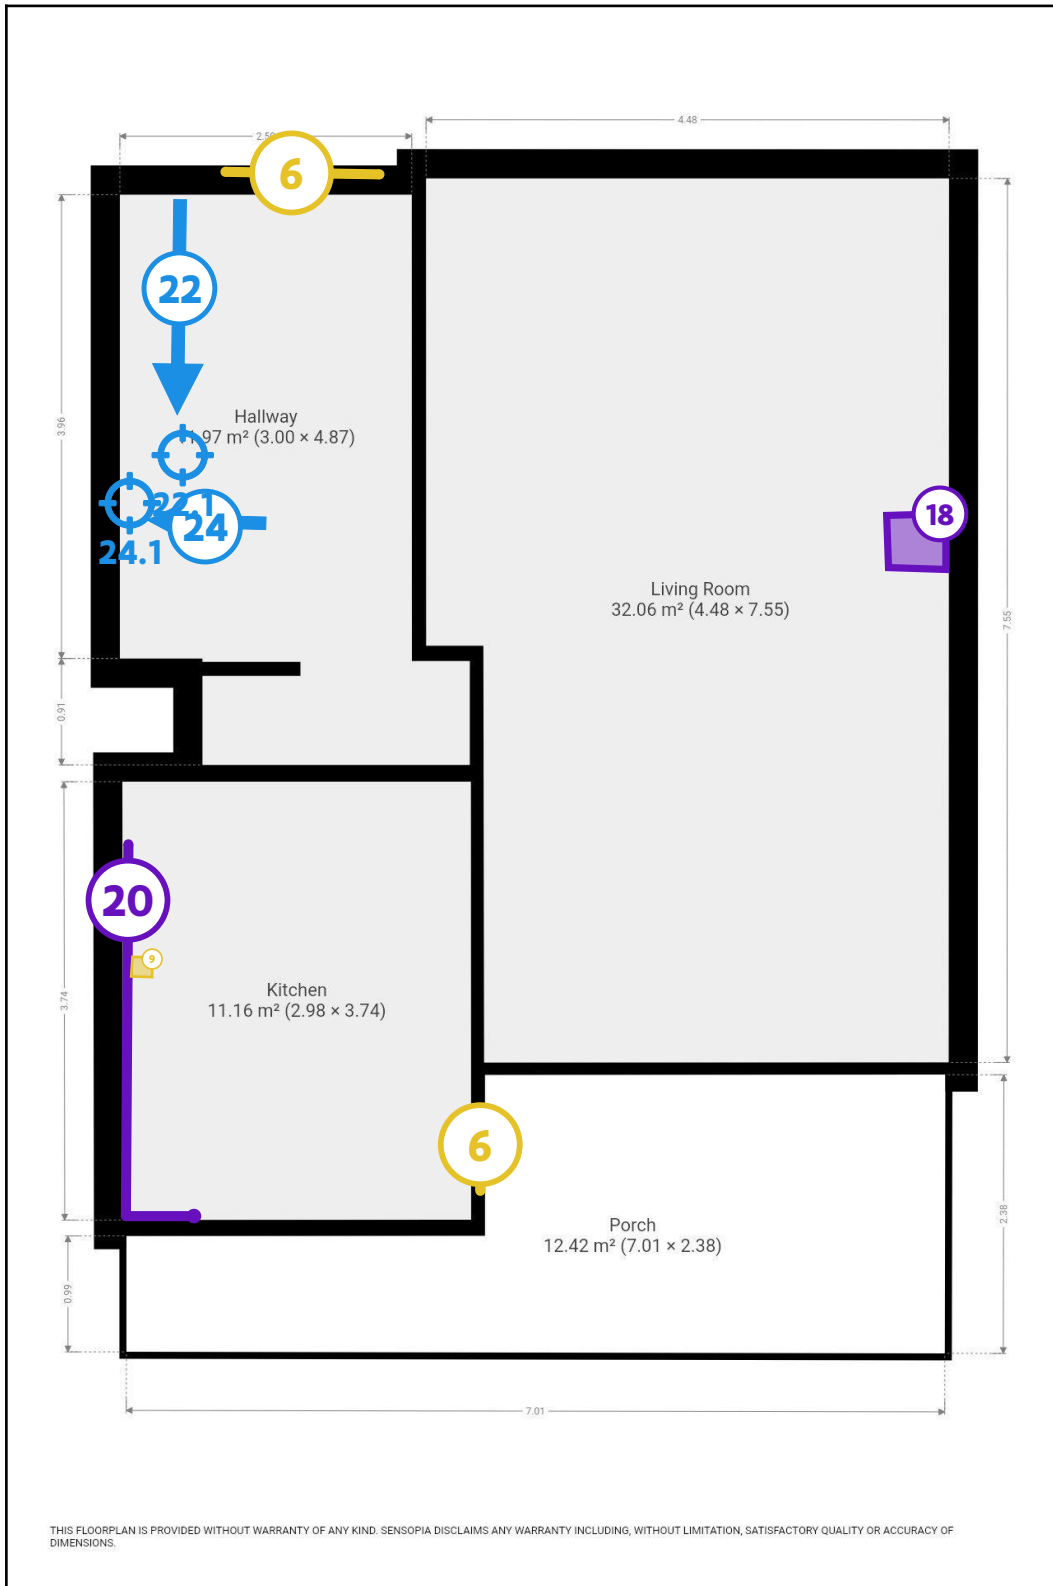 4.48
6
22
Hallway
.97 m² (3.00 × 4.87)
3.96
22.1
24
24.1
18
Living Room
32.06 m² (4.48 × 7.55)
7.55
0.91
20
9
Kitchen
11.16 m² (2.98 × 3.74)
3.74
6
Porch
12.42 m² (7.01 × 2.38)
2.38
0.99
7.01
THIS FLOORPLAN IS PROVIDED WITHOUT WARRANTY OF ANY KIND. SENSOPIA DISCLAIMS ANY WARRANTY INCLUDING, WITHOUT LIMITATION, SATISFACTORY QUALITY OR ACCURACY OF
DIMENSIONS.